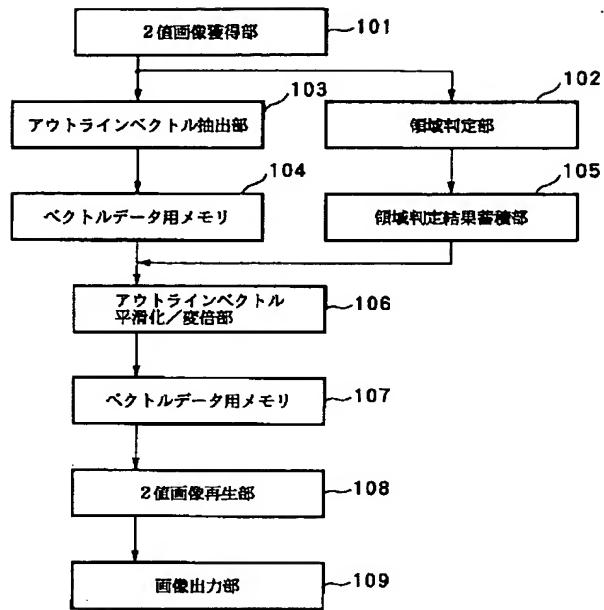 2値画像獲得部
101
103
102
アウトラインベクトル抽出部
領域判定部
104
105
ベクトルデータ用メモリ
領域判定結果蓄積部
アウトラインベクトル
平滑化／変倍部
106
ベクトルデータ用メモリ
107
2値画像再生部
108
画像出力部
109